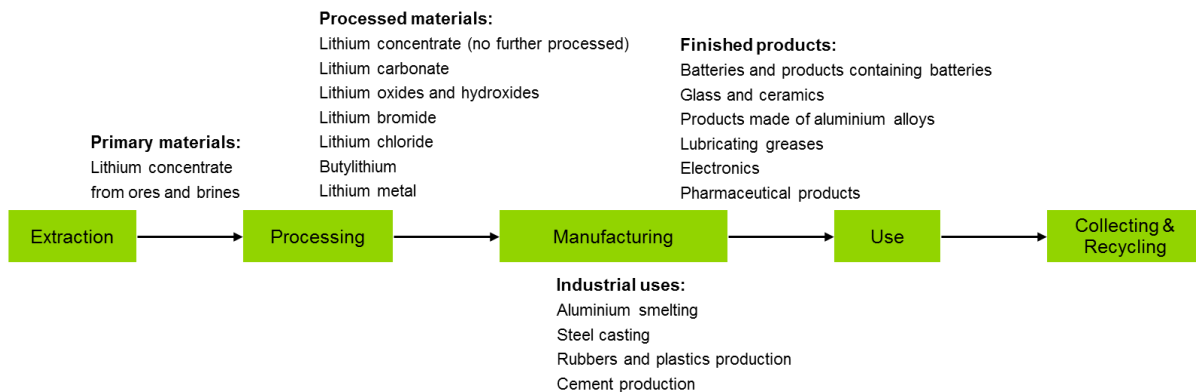 Processed materials:
Lithium concentrate (no further processed)
Lithium carbonate
Lithium oxides and hydroxides
Lithium bromide
Lithium chloride
Butylithium
Lithium metal
Finished products:
Batteries and products containing batteries
Glass and ceramics
Products made of aluminium alloys
Lubricating greases
Electronics
Pharmaceutical products
Primary materials:
Lithium concentrate
from ores and brines
Extraction
Processing
Manufacturing
Use
Collecting &
Recycling
Industrial uses:
Aluminium smelting
Steel casting
Rubbers and plastics production
Cement production